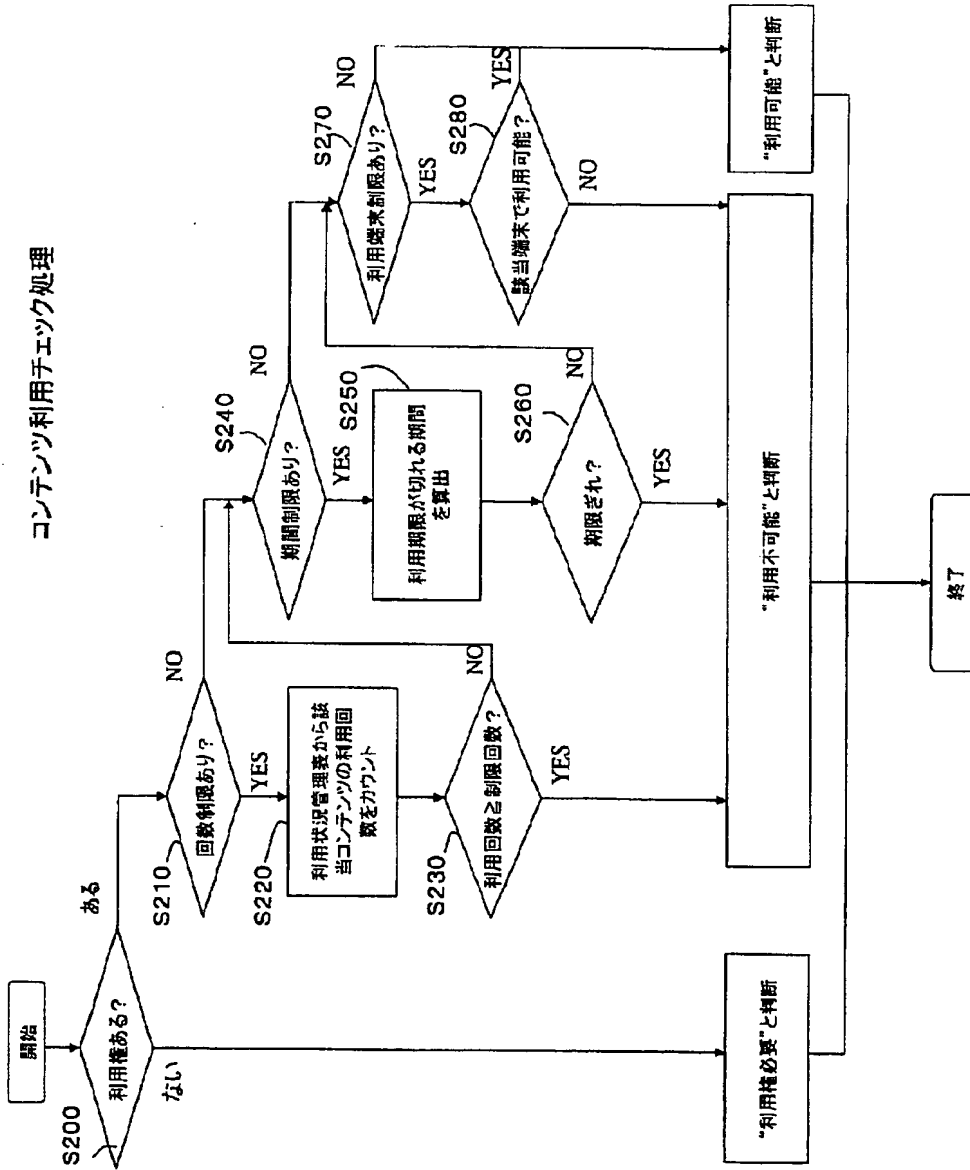 コンテンツ利用チェック処理
開始
S200
利用権ある?
ある
ない
S210
回数制限あり?
NO
YES
S220
利用状況管理表から該
当コンテンツの利用回
数をカウント
S230
利用回数≧制限回数?
NO
YES
S240
期間制限あり?
NO
YES
S250
利用期限が切れる期間
を算出
S260
期限ぎれ?
NO
YES
S270
利用端末制限あり?
NO
YES
S280
該当端末で利用可能?
YES
NO
“利用権必要”と判断
“利用不可能”と判断
“利用可能”と判断
終了